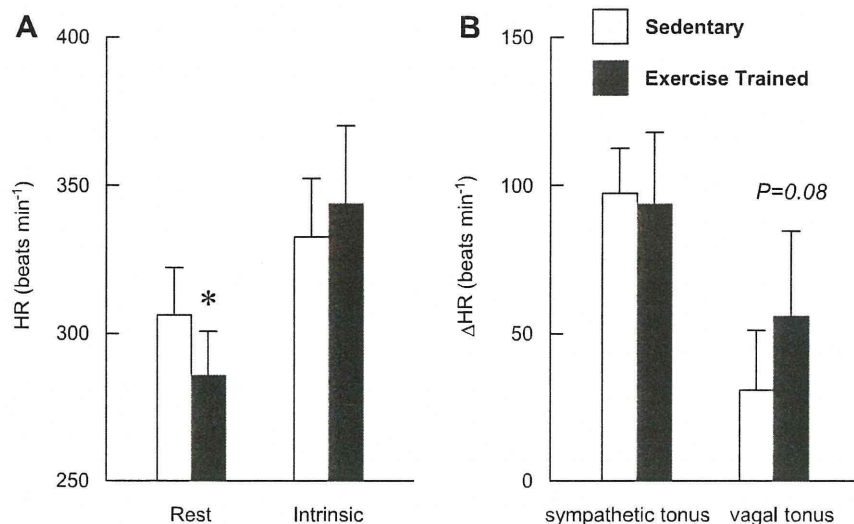 A
HR (beats min⁻¹)
400
350
300
250
*
Rest Intrinsic
B
ΔHR (beats min⁻¹)
150
100
50
0
Sedentary
Exercise Trained
P=0.08
sympathetic tonus vagal tonus